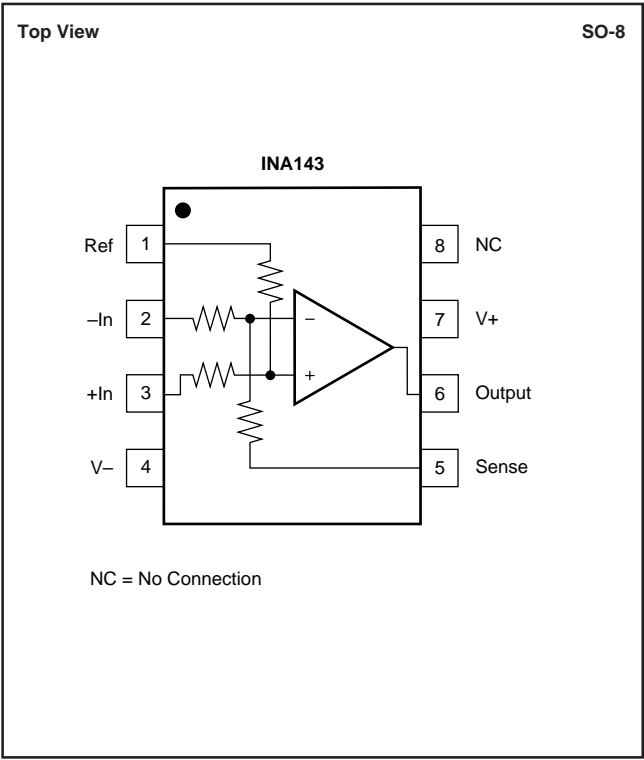 Top View SO-8
INA143
Ref 1 8 NC
–In 2 – 7 V+
+In 3 + 6 Output
V– 4 5 Sense
NC = No Connection